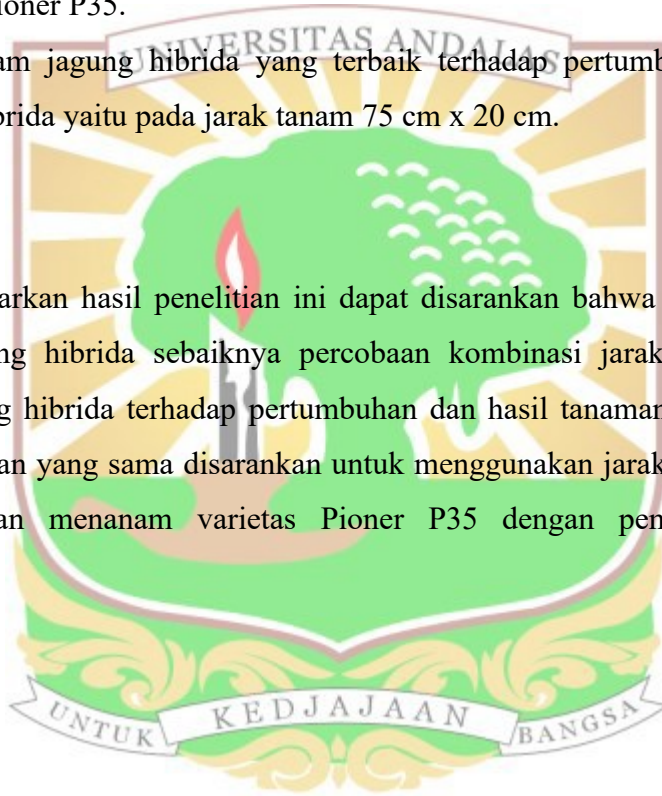 ioner P35.
UNIVERSITAS ANDALAS
am jagung hibrida yang terbaik terhadap pertumb
brida yaitu pada jarak tanam 75 cm x 20 cm.
arkan hasil penelitian ini dapat disarankan bahwa
ng hibrida sebaiknya percobaan kombinasi jarak
g hibrida terhadap pertumbuhan dan hasil tanaman
an yang sama disarankan untuk menggunakan jarak
an menanam varietas Pioner P35 dengan pen
UNTUK KEDJAJAAN BANGSA